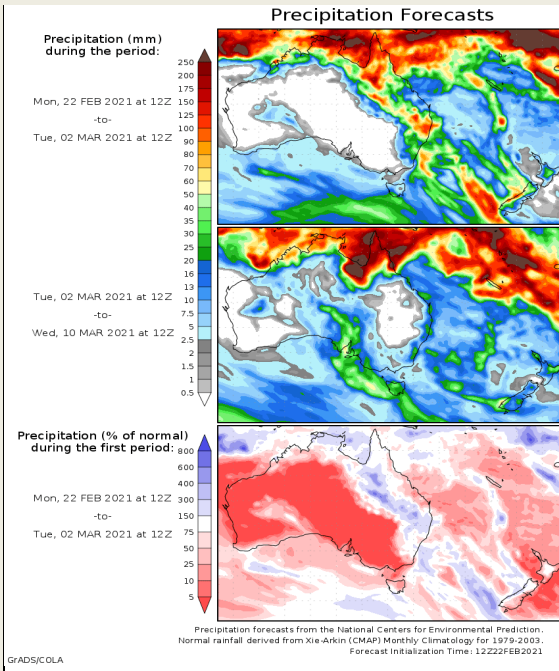 Precipitation Forecasts
Precipitation (mm)
during the period:
Mon, 22 FEB 2021 at 12Z
-to-
Tue, 02 MAR 2021 at 12Z
250
200
175
150
125
100
90
80
70
60
50
40
35
30
25
20
16
13
10
7.5
5
2.5
2
1.5
1
0.5
Tue, 02 MAR 2021 at 12Z
-to-
Wed, 10 MAR 2021 at 12Z
Precipitation (% of normal)
during the first period:
Mon, 22 FEB 2021 at 12Z
-to-
Tue, 02 MAR 2021 at 12Z
800
600
400
300
150
75
50
25
10
5
Precipitation forecasts from the National Centers for Environmental Prediction.
Normal rainfall derived from Xie-Arkin (CMAP) Monthly Climatology for 1979-2003.
Forecast Initialization Time: 12Z22FEB2021
GrADS/COLA